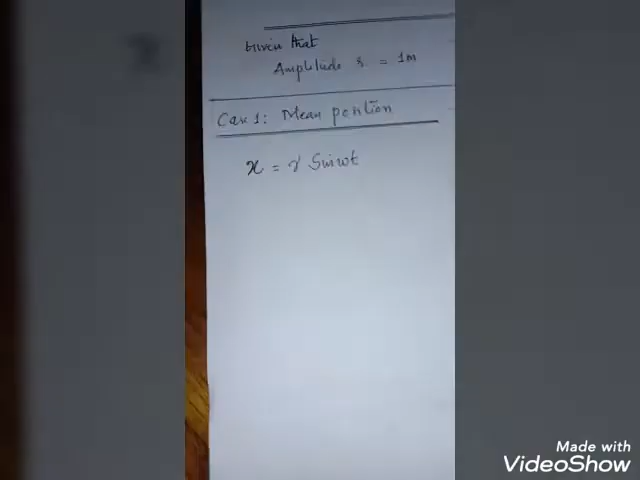 Given that
Amplitude r = 1m
Case 1: Mean position
x = r Sinωt
Made with
VideoShow